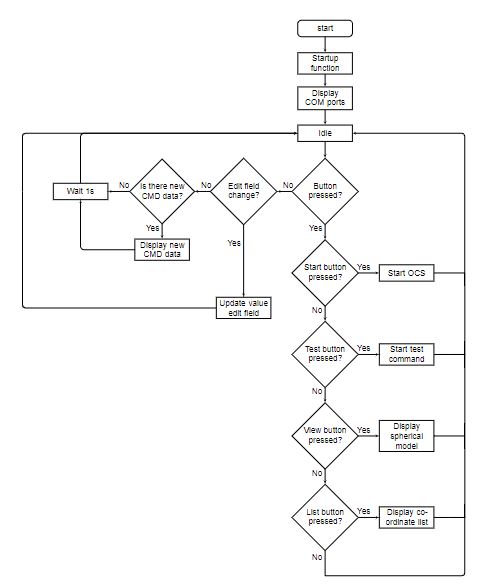 start
Startup
function
Display
COM ports
Idle
Wait 1s
No
Is there new
CMD data?
No
Edit field
change?
No
Button
pressed?
Yes
Display new
CMD data
Yes
Update value
edit field
Yes
Start button
pressed?
Yes
Start OCS
No
Test button
pressed?
Yes
Start test
command
No
View button
pressed?
Yes
Display
spherical
model
No
List button
pressed?
Yes
Display co-
ordinate list
No